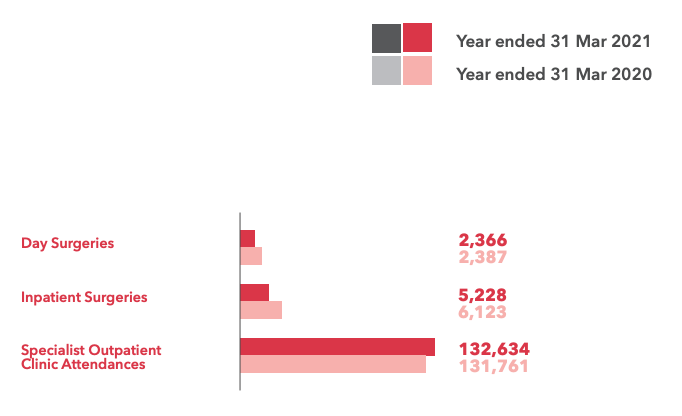 Year ended 31 Mar 2021
Year ended 31 Mar 2020
Day Surgeries
2,366
2,387
Inpatient Surgeries
5,228
6,123
Specialist Outpatient
Clinic Attendances
132,634
131,761